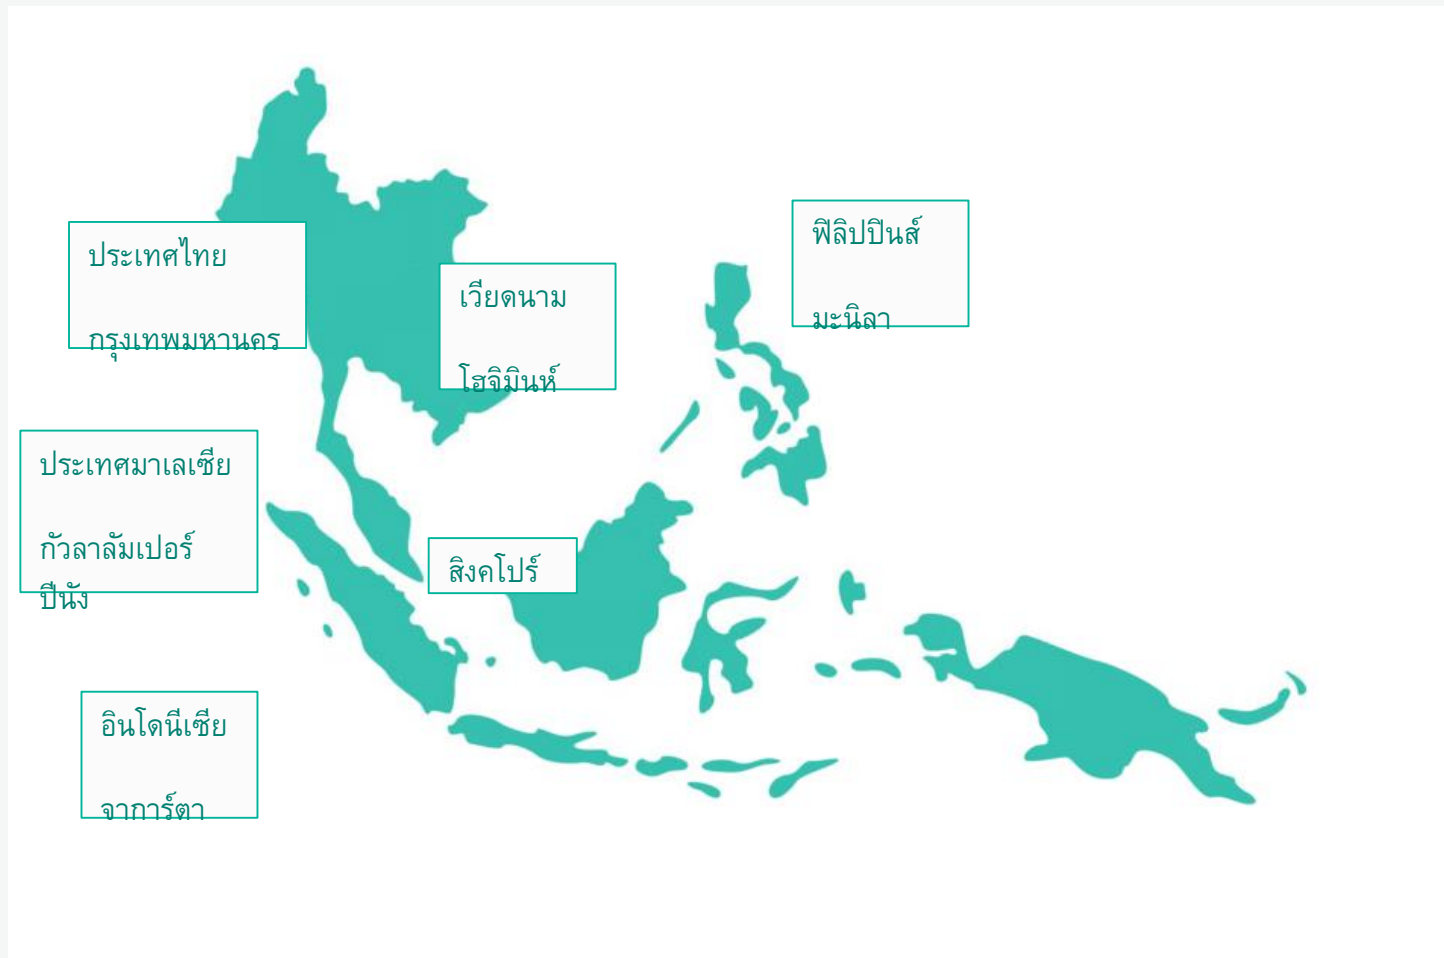 ประเทศไทย
กรุงเทพมหานคร
เวียดนาม
โฮจิมินห์
ฟิลิปปินส์
มะนิลา
ประเทศมาเลเซีย
กัวลาลัมเปอร์
ปีนัง
สิงคโปร์
อินโดนีเซีย
จาการ์ตา